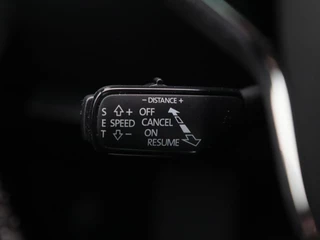 − DISTANCE +
S + OFF
E SPEED CANCEL
T − ON
RESUME